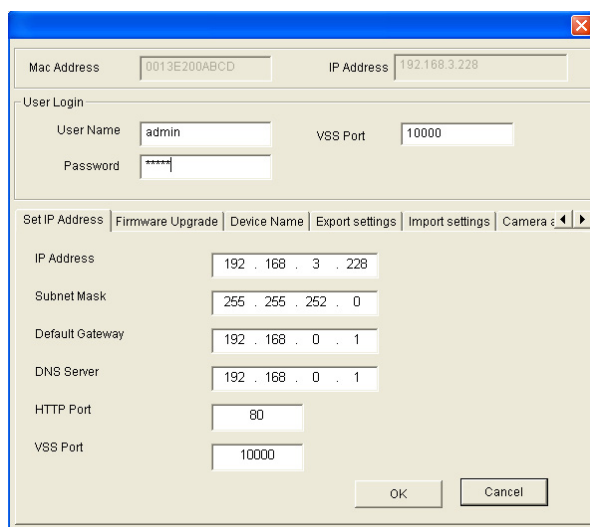 Mac Address 0013E200ABCD IP Address 192.168.3.228
User Login
User Name admin VSS Port 10000
Password *****
Set IP Address Firmware Upgrade Device Name Export settings Import settings Camera
IP Address 192 . 168 . 3 . 228
Subnet Mask 255 . 255 . 252 . 0
Default Gateway 192 . 168 . 0 . 1
DNS Server 192 . 168 . 0 . 1
HTTP Port 80
VSS Port 10000
OK Cancel